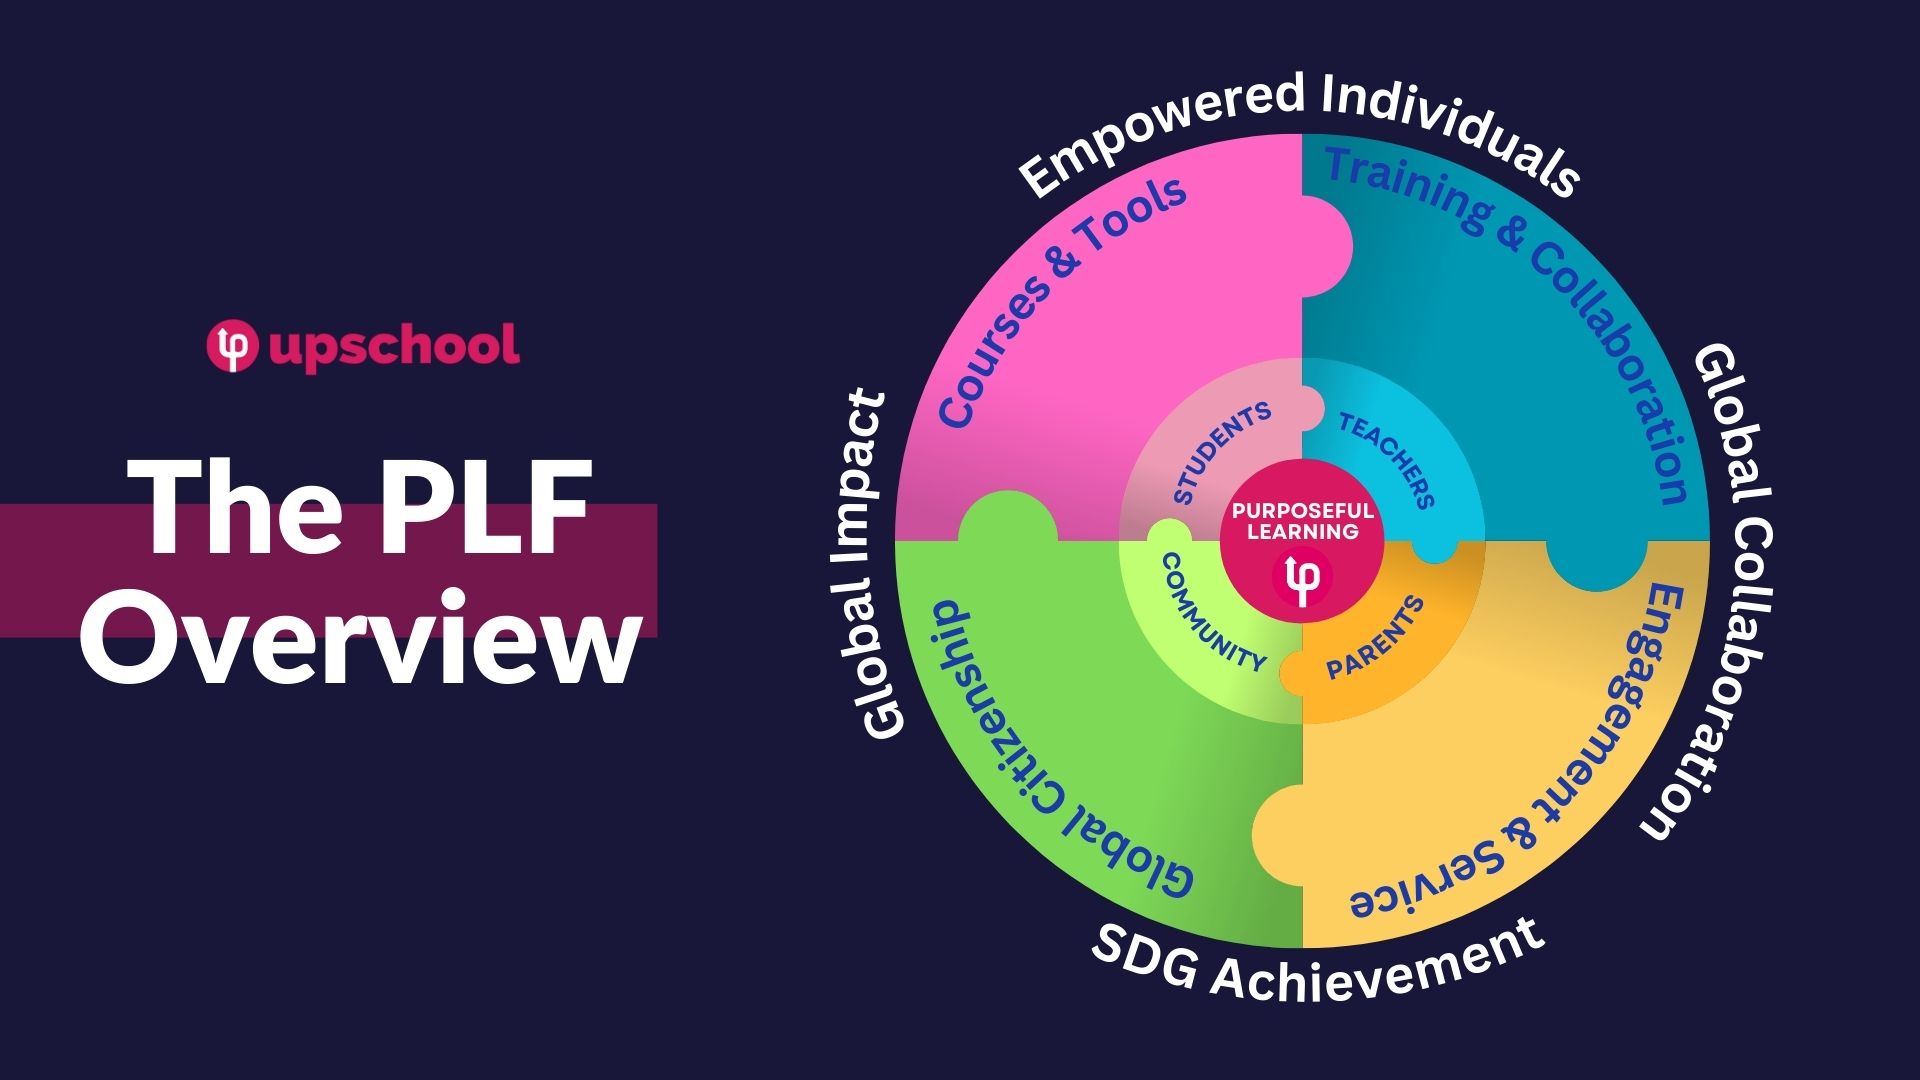 upschool
The PLF
Overview
Empowered Individuals
Global Collaboration
SDG Achievement
Global Impact
Courses & Tools
Training & Collaboration
Engagement & Service
Global Citizenship
STUDENTS
TEACHERS
PARENTS
COMMUNITY
PURPOSEFUL
LEARNING